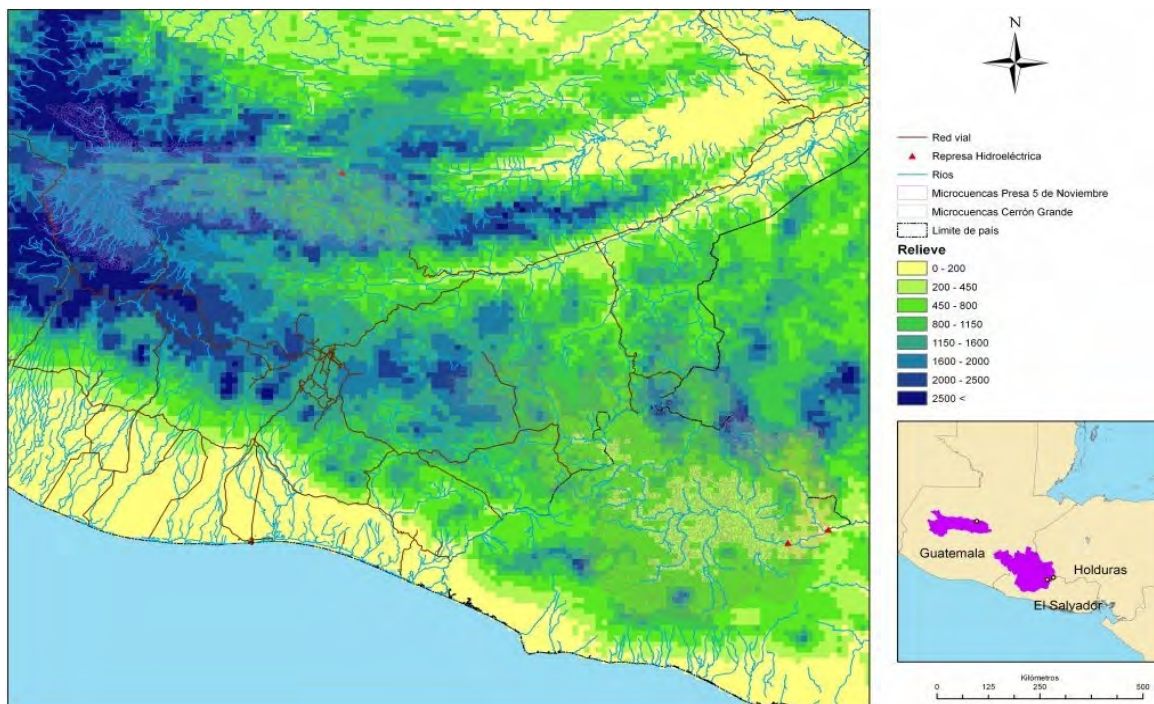 N
Red vial
Represa Hidroeléctrica
Rios
Microcuencas Presa 5 de Noviembre
Microcuencas Cerrón Grande
Limite de país
Relieve
0 - 200
200 - 450
450 - 800
800 - 1150
1150 - 1600
1600 - 2000
2000 - 2500
2500 <
Guatemala
Holduras
El Salvador
Kilómetros
0 125 250 500